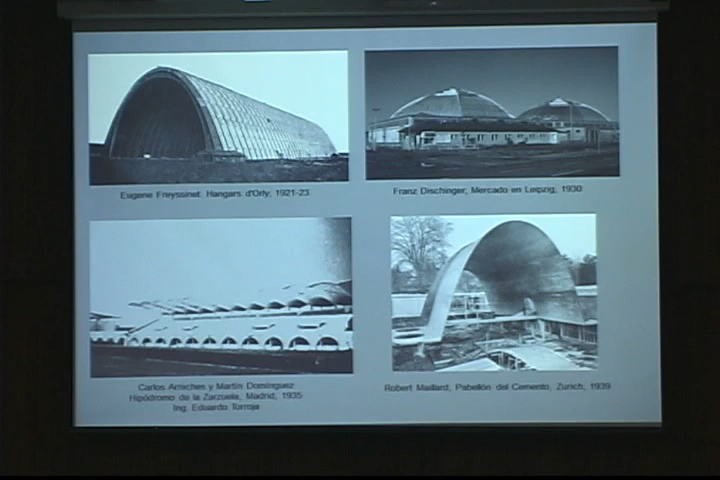 Eugene Freyssinet. Hangars d'Orly, 1921-23
Franz Dischinger, Mercado en Leipzig, 1930
Carlos Arniches y Martín Domínguez
Hipódromo de la Zarzuela, Madrid, 1935
Ing. Eduardo Torroja
Robert Maillard, Pabellón del Cemento, Zurich, 1939